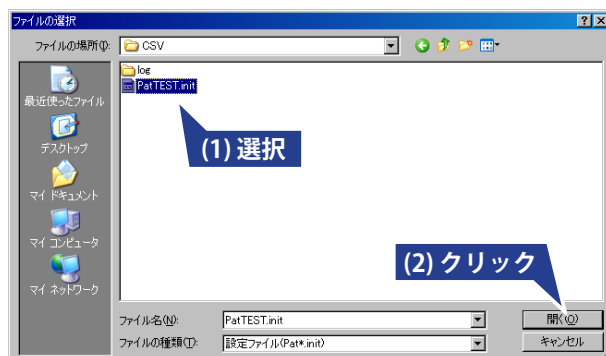 ファイルの選択
ファイルの場所(I):
CSV
log
PatTEST.init
最近使ったファイル
デスクトップ
マイ ドキュメント
マイ コンピュータ
マイ ネットワーク
(1) 選択
(2) クリック
ファイル名(N):
PatTEST.init
開く(O)
ファイルの種類(T):
設定ファイル(Pat*.init)
キャンセル